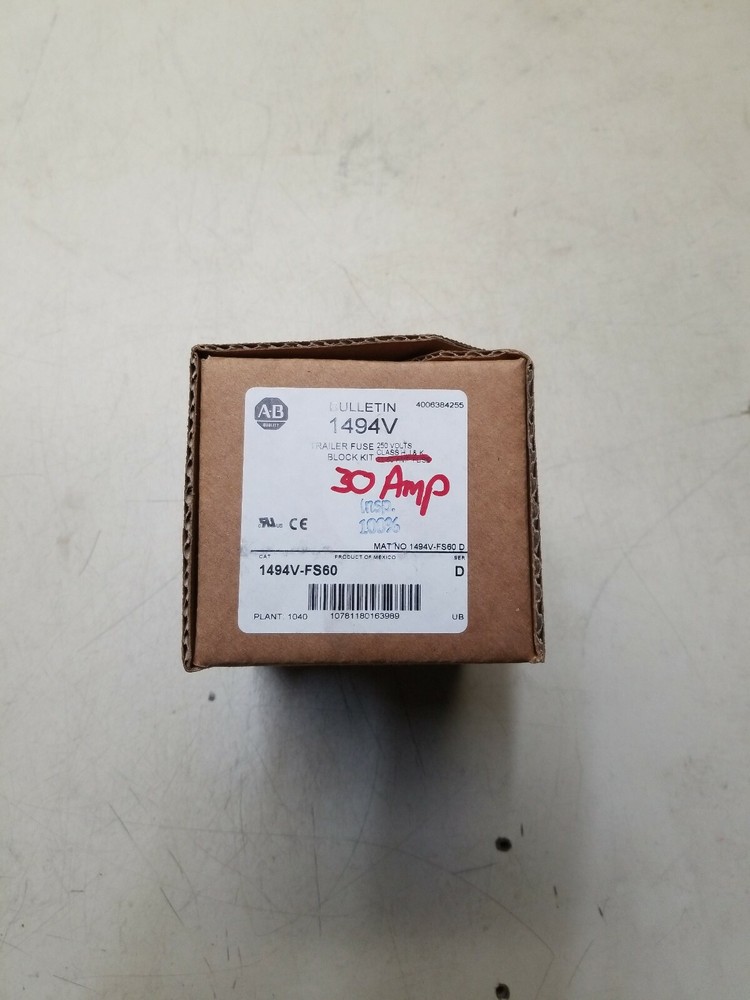 A-B
BULLETIN
4006384255
1494V
TRAILER FUSE 250 VOLTS
BLOCK KIT CLASS H, J & K
30 Amp
insp.
100%
CE
MAT NO 1494V-FS60 D
CAT
PRODUCT OF MEXICO
SER
1494V-FS60
D
PLANT 1040
10781180163989
UB